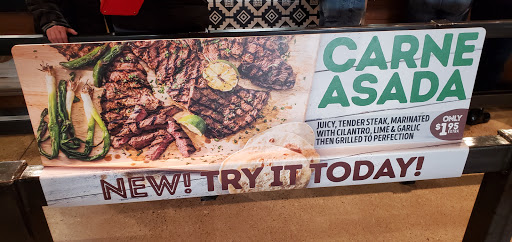 CARNE
ASADA
JUICY, TENDER STEAK, MARINATED
WITH CILANTRO, LIME & GARLIC
THEN GRILLED TO PERFECTION
ONLY
$1.95
EXTRA
NEW! TRY IT TODAY!